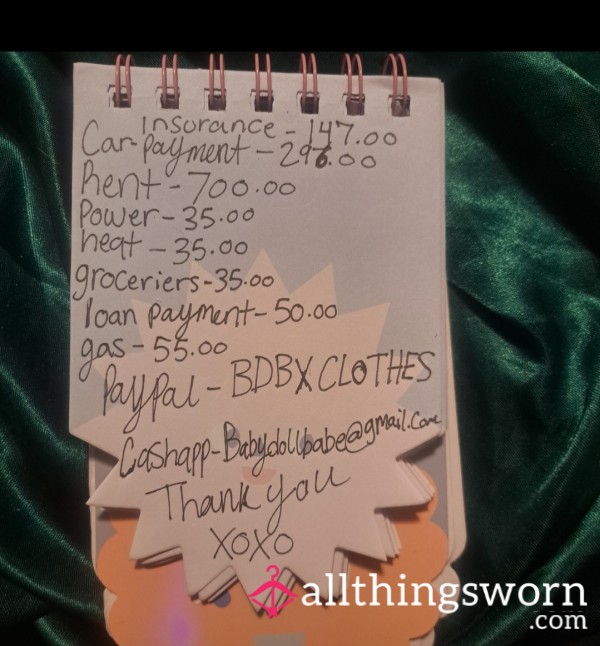 insurance - 147.00
Car-payment - 296.00
Rent - 700.00
Power - 35.00
heat - 35.00
groceriers - 35.00
loan payment - 50.00
gas - 55.00
PayPal - BDBXCLOTHES
Cashapp - Babydollbabe@gmail.Com
Thank you
XOXO
allthingsworn
.com